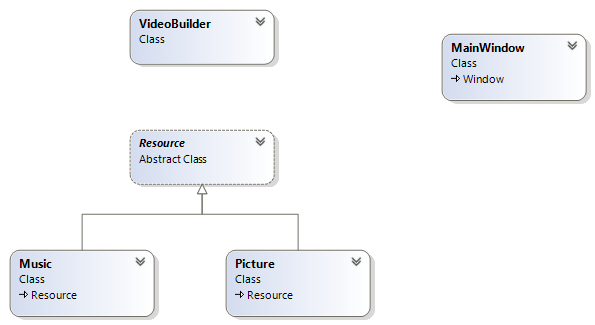 VideoBuilder
Class
MainWindow
Class
Window
Resource
Abstract Class
Music
Class
Resource
Picture
Class
Resource